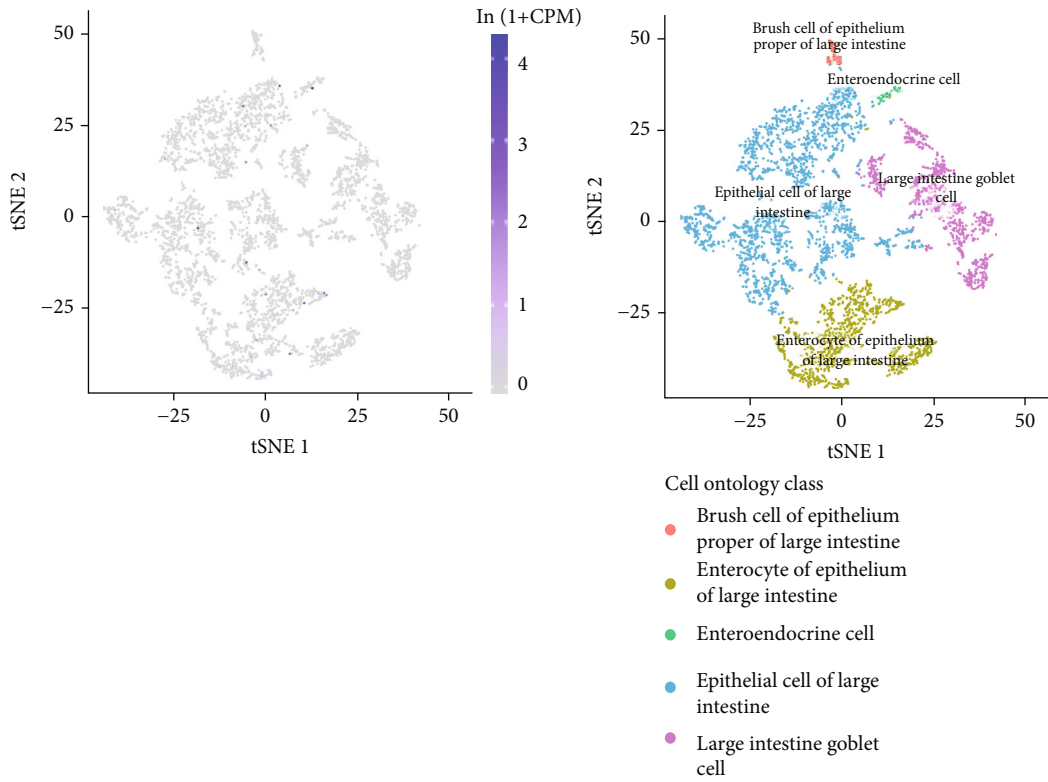 In (1+CPM)
50
25
0
−25
tSNE 2
−25
0
25
50
tSNE 1
4
3
2
1
0
50
25
0
−25
tSNE 2
Brush cell of epithelium
proper of large intestine
Enteroendocrine cell
Large intestine goblet
cell
Epithelial cell of large
intestine
Enterocyte of epithelium
of large intestine
−25
0
25
50
tSNE 1
Cell ontology class
Brush cell of epithelium
proper of large intestine
Enterocyte of epithelium
of large intestine
Enteroendocrine cell
Epithelial cell of large
intestine
Large intestine goblet
cell